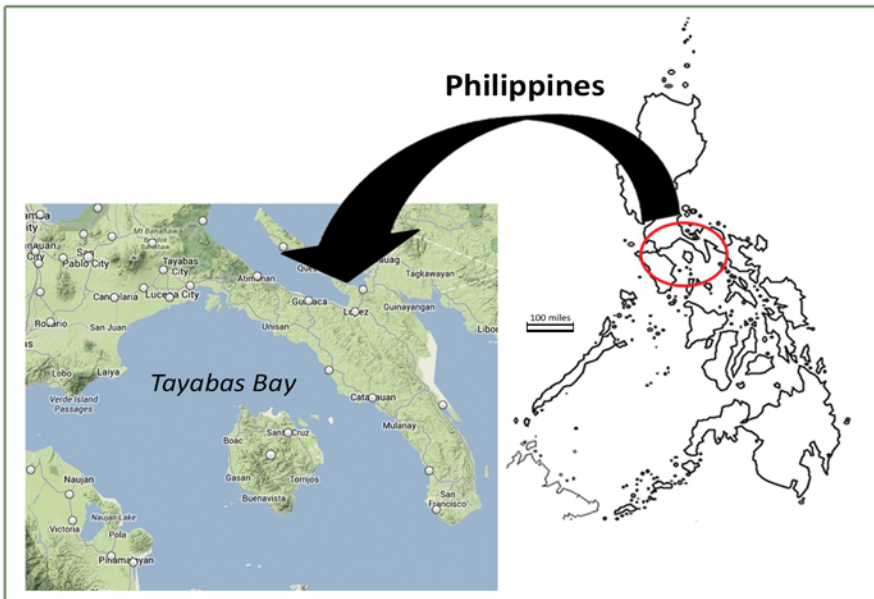 Philippines
100 miles
Mt Banahaw
San
Pablo City
Tayabas
City
Atimonan
Tagkawayan
Candelaria
Lucena City
Gumaca
Lopez
Guinayangan
Rosario
San Juan
Unisan
Lobo
Laiya
Tayabas Bay
Verde Island
Passages
Catanauan
Mulanay
Boac
Santa Cruz
Gasan
Torrijos
Buenavista
San
Francisco
Naujan
Naujan Lake
Victoria
Pola
Pinamalayan